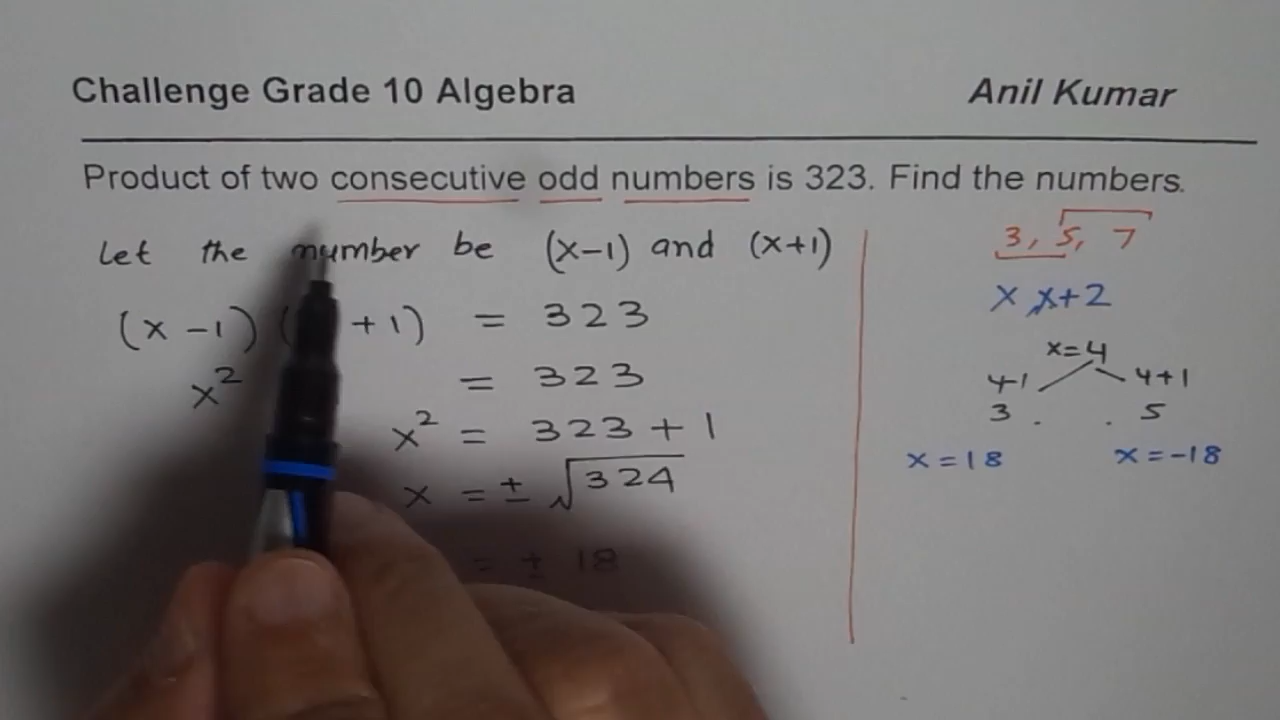 Challenge Grade 10 Algebra
Anil Kumar
Product of two consecutive odd numbers is 323. Find the numbers.
Let the number be (x-1) and (x+1)
(x-1) ( +1) = 323
x² = 323
x² = 323 + 1
x = ± √324
= ± 18
3, 5, 7
x x+2
x=4
4-1 4+1
3 . . 5
x = 18 x = -18